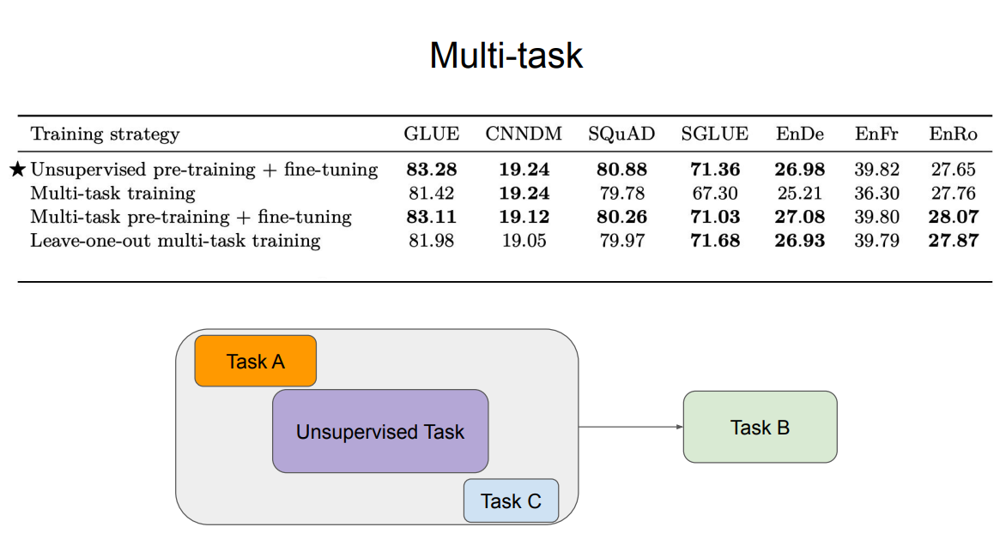 Multi-task
Training strategy GLUE CNNDM SQuAD SGLUE EnDe EnFr EnRo
★ Unsupervised pre-training + fine-tuning 83.28 19.24 80.88 71.36 26.98 39.82 27.65
Multi-task training 81.42 19.24 79.78 67.30 25.21 36.30 27.76
Multi-task pre-training + fine-tuning 83.11 19.12 80.26 71.03 27.08 39.80 28.07
Leave-one-out multi-task training 81.98 19.05 79.97 71.68 26.93 39.79 27.87
Task A
Unsupervised Task
Task B
Task C